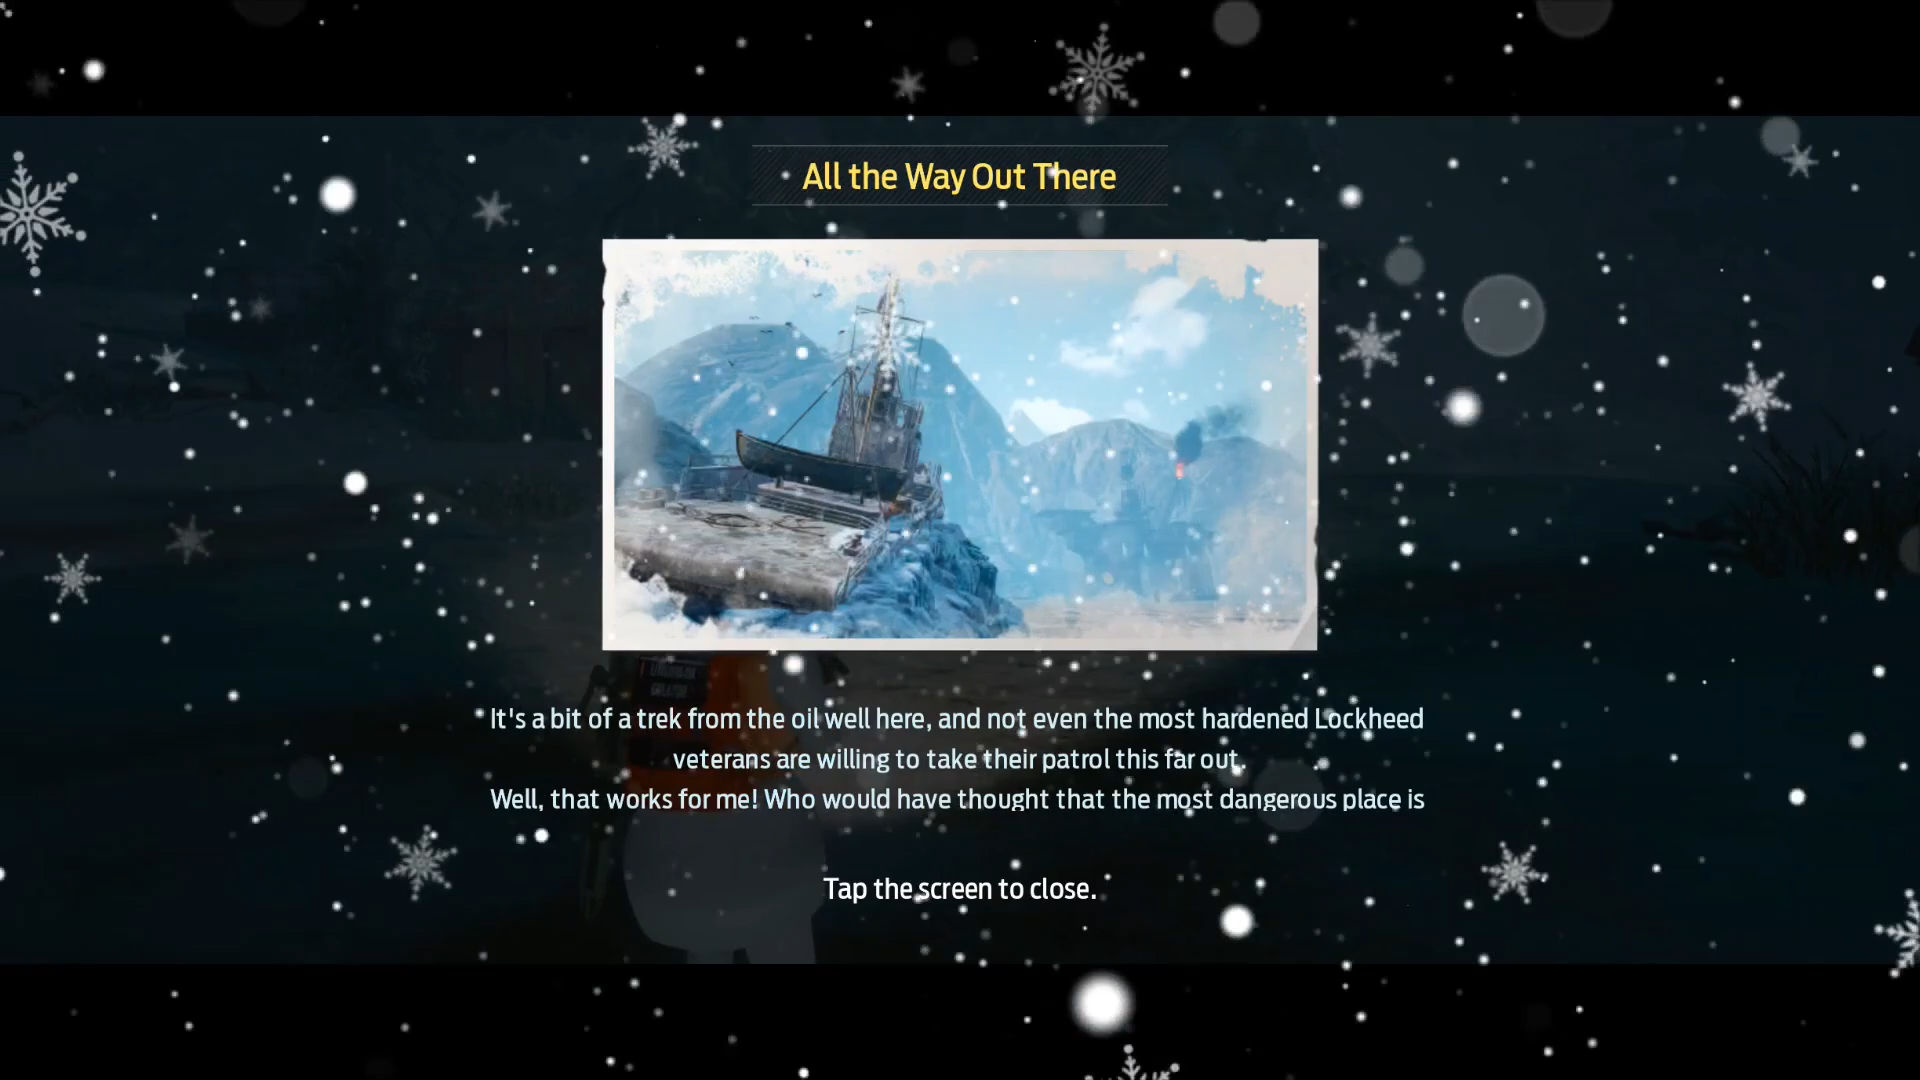 All the Way Out There
It's a bit of a trek from the oil well here, and not even the most hardened Lockheed
veterans are willing to take their patrol this far out.
Well, that works for me! Who would have thought that the most dangerous place is
Tap the screen to close.